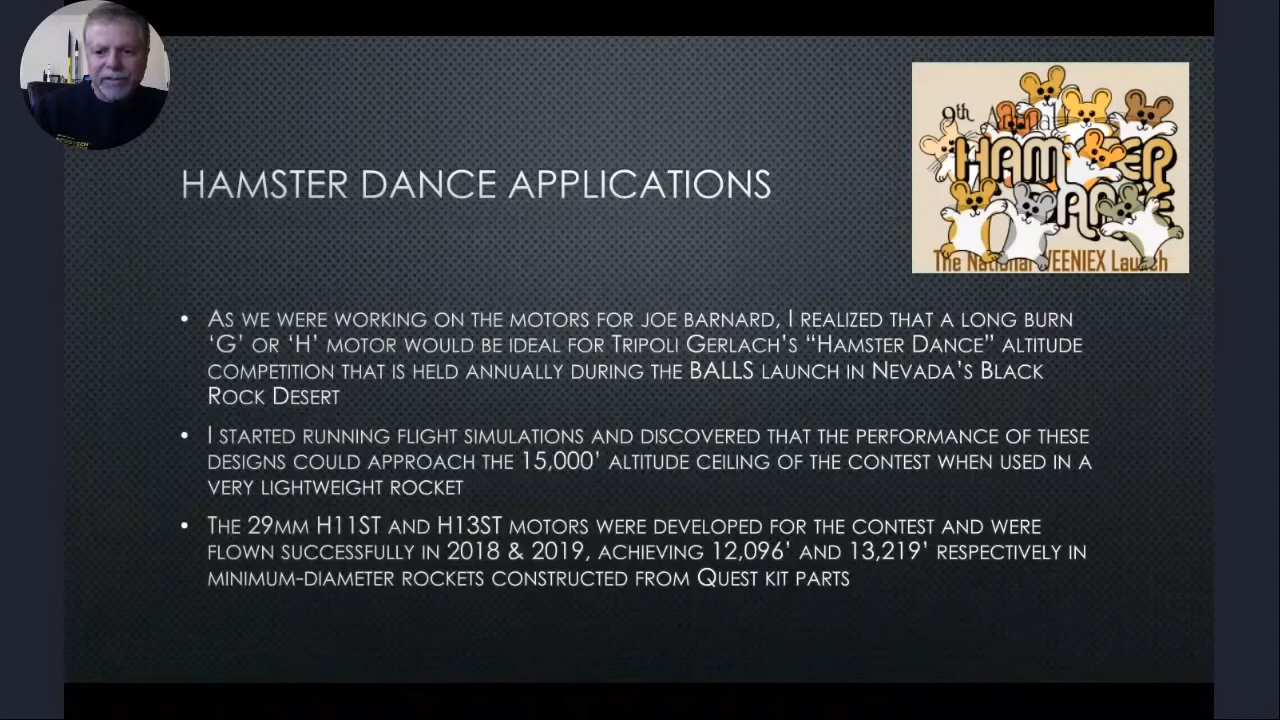 9th Annual
HAMSTER
DANCE
The National WEENIEX Launch
HAMSTER DANCE APPLICATIONS
• AS WE WERE WORKING ON THE MOTORS FOR JOE BARNARD, I REALIZED THAT A LONG BURN
‘G’ OR ‘H’ MOTOR WOULD BE IDEAL FOR TRIPOLI GERLACH’S “HAMSTER DANCE” ALTITUDE
COMPETITION THAT IS HELD ANNUALLY DURING THE BALLS LAUNCH IN NEVADA’S BLACK
ROCK DESERT
• I STARTED RUNNING FLIGHT SIMULATIONS AND DISCOVERED THAT THE PERFORMANCE OF THESE
DESIGNS COULD APPROACH THE 15,000’ ALTITUDE CEILING OF THE CONTEST WHEN USED IN A
VERY LIGHTWEIGHT ROCKET
• THE 29MM H11ST AND H13ST MOTORS WERE DEVELOPED FOR THE CONTEST AND WERE
FLOWN SUCCESSFULLY IN 2018 & 2019, ACHIEVING 12,096’ AND 13,219’ RESPECTIVELY IN
MINIMUM-DIAMETER ROCKETS CONSTRUCTED FROM QUEST KIT PARTS